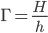 Γ = H/h